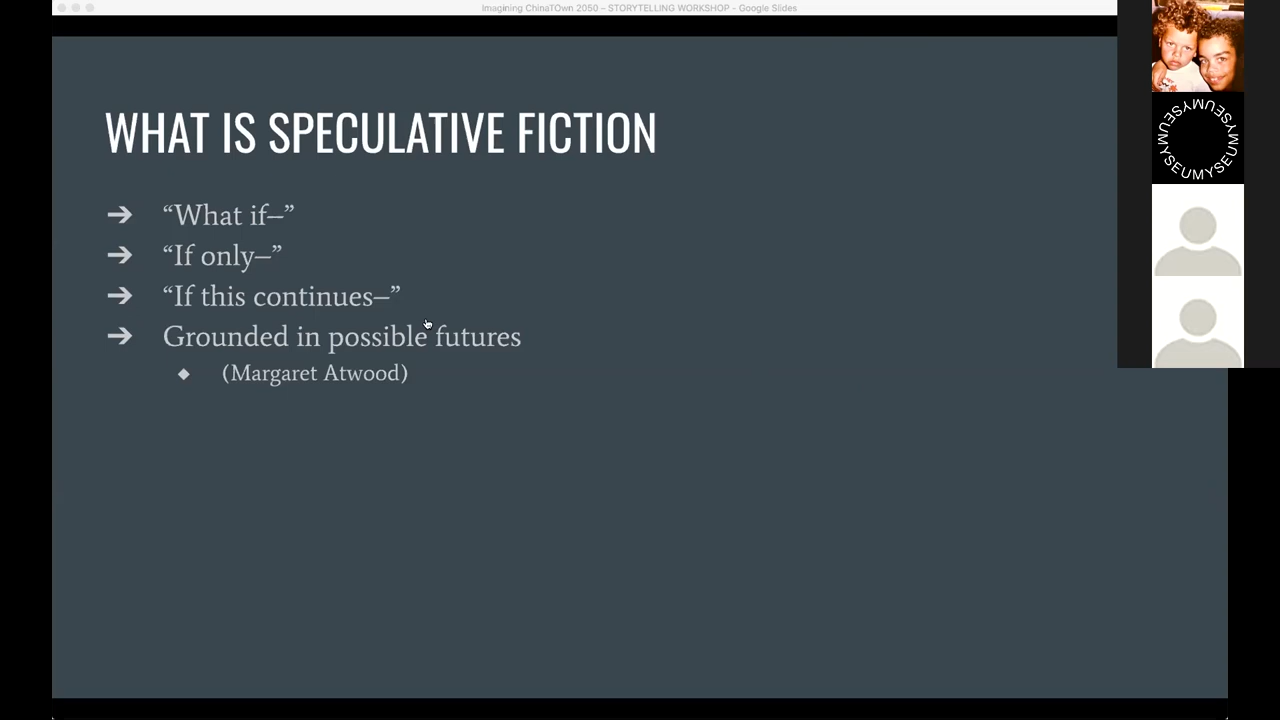 Imagining ChinaTOwn 2050 – STORYTELLING WORKSHOP - Google Slides
WHAT IS SPECULATIVE FICTION
➔ “What if—”
➔ “If only—”
➔ “If this continues—”
➔ Grounded in possible futures
◆ (Margaret Atwood)
MYSEUMYSEUMYSEUMYSEU